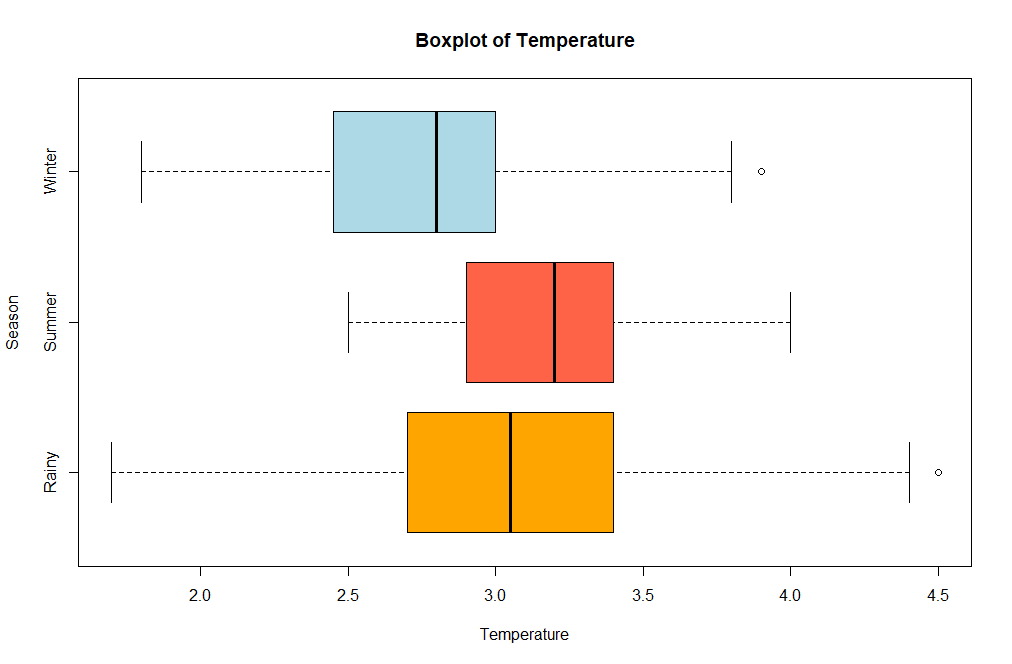 Boxplot of Temperature
Season
Winter
Summer
Rainy
2.0 2.5 3.0 3.5 4.0 4.5
Temperature